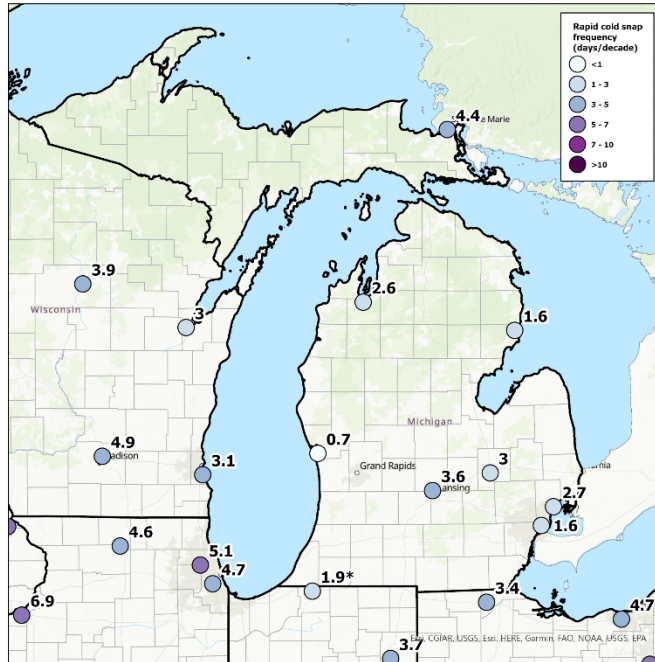 Rapid cold snap
frequency
(days/decade)
<1
1 - 3
3 - 5
5 - 7
7 - 10
>10
4.4
Marie
3.9
Wisconsin
3
2.6
1.6
Michigan
4.9
adison
3.1
0.7
Grand Rapids
3.6
ansing
3
2.7
1.6
4.6
5.1
4.7
6.9
1.9*
3.4
4.7
3.7
Esri, CGIAR, USGS, Esri, HERE, Garmin, FAO, NOAA, USGS, EPA